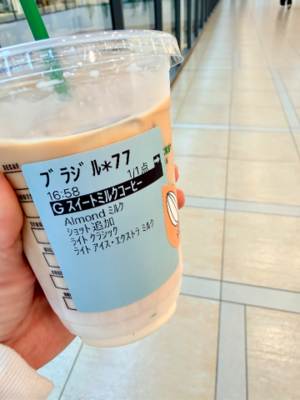 ブラジル*77
16:58 1/1点
G スイートミルクコーヒー
Almond ミルク
ショット 追加
ライト クラシック
ライト アイス・エクストラ ミルク
DECAF